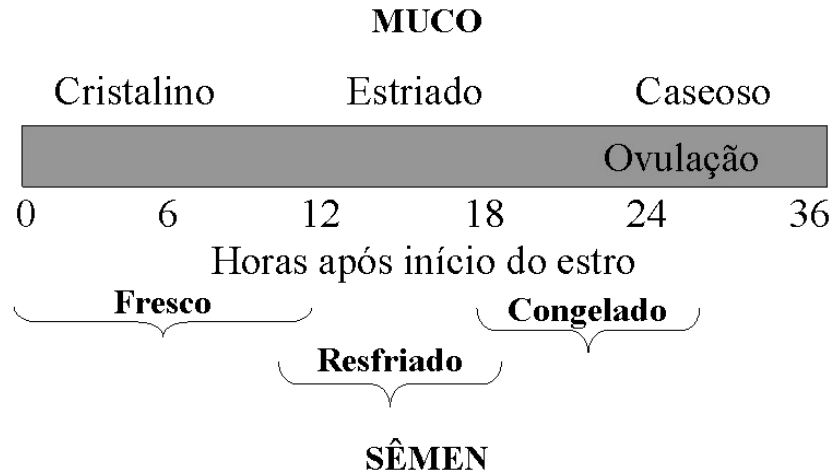 MUCO
Cristalino Estriado Caseoso
Ovulação
0 6 12 18 24 36
Horas após início do estro
Fresco Congelado
Resfriado
SÊMEN